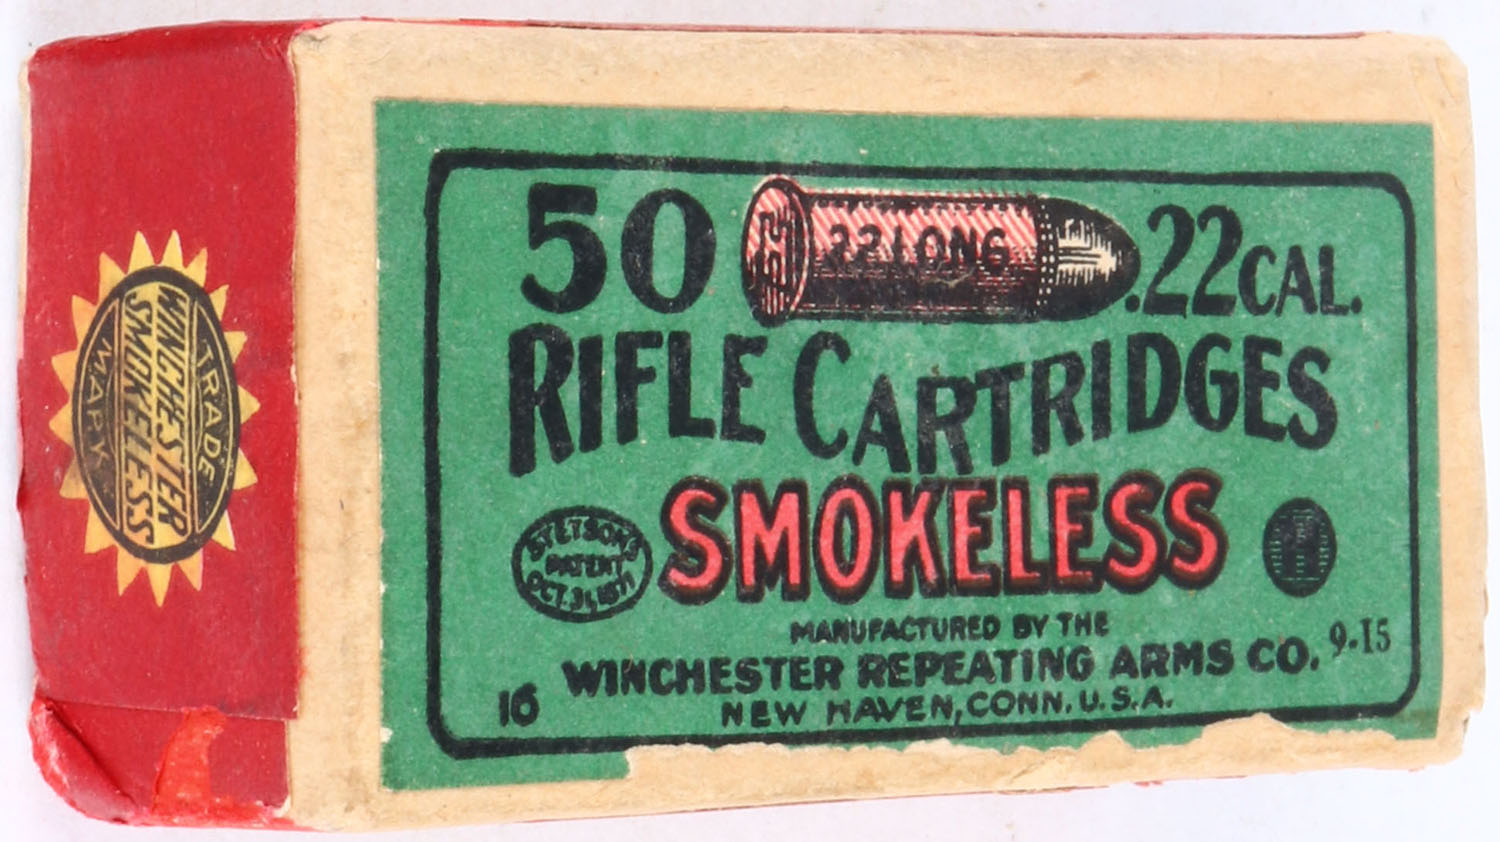 50 .22 CAL.
22 LONG
RIFLE CARTRIDGES
SMOKELESS
STETSON'S
PATENT
OCT. 31, 1871
MANUFACTURED BY THE
WINCHESTER REPEATING ARMS CO. 9-15
16 NEW HAVEN, CONN. U.S.A.
TRADE
WINCHESTER
SMOKELESS
MARK